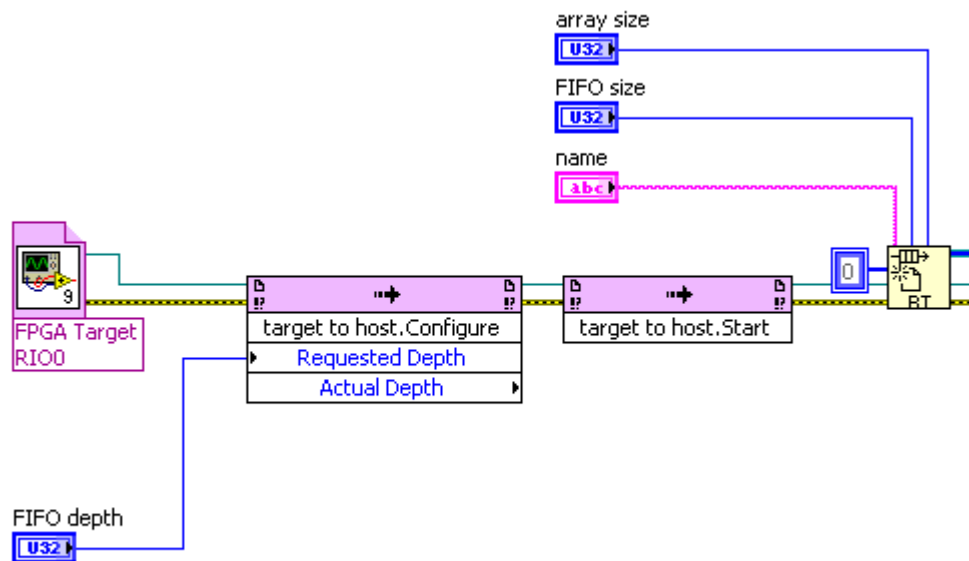 array size
U32
FIFO size
U32
name
abc
9
FPGA Target
RIO0
target to host.Configure
Requested Depth
Actual Depth
target to host.Start
0
RT
FIFO depth
U32